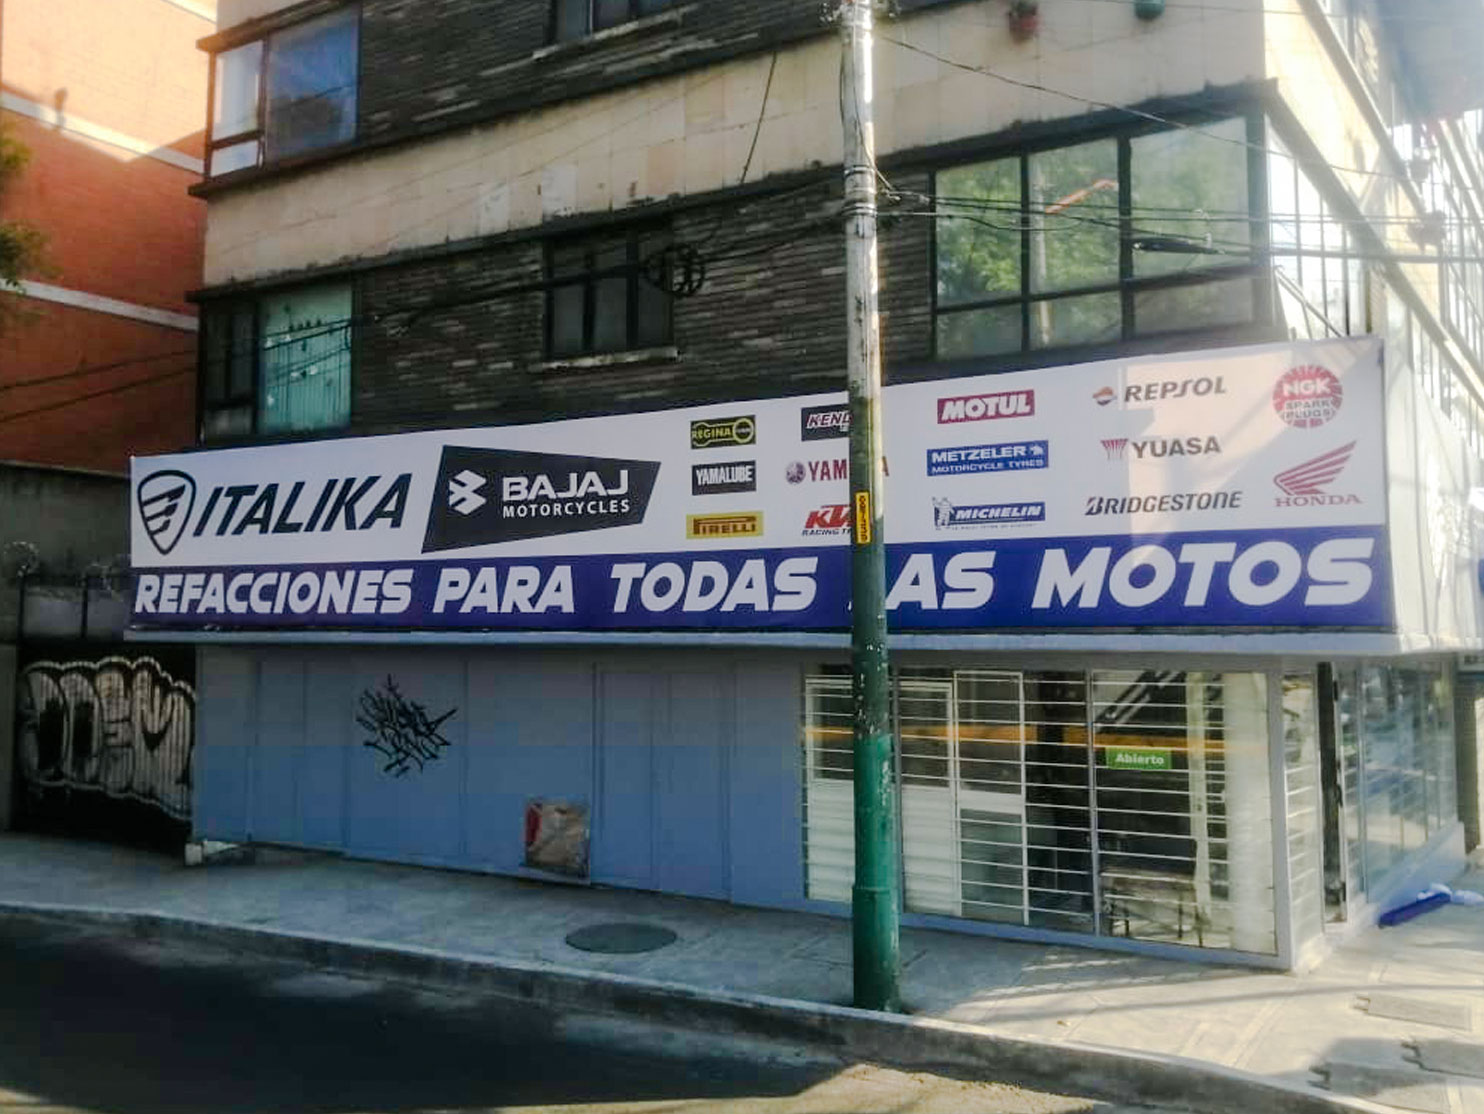 ITALIKA
BAJAJ
MOTORCYCLES
REGINA
YAMALUBE
PIRELLI
MOTUL
METZELER
MOTORCYCLE TYRES
MICHELIN
REPSOL
YUASA
BRIDGESTONE
NGK
SPARK
PLUGS
HONDA
REFACCIONES PARA TODAS AS MOTOS
Abierto